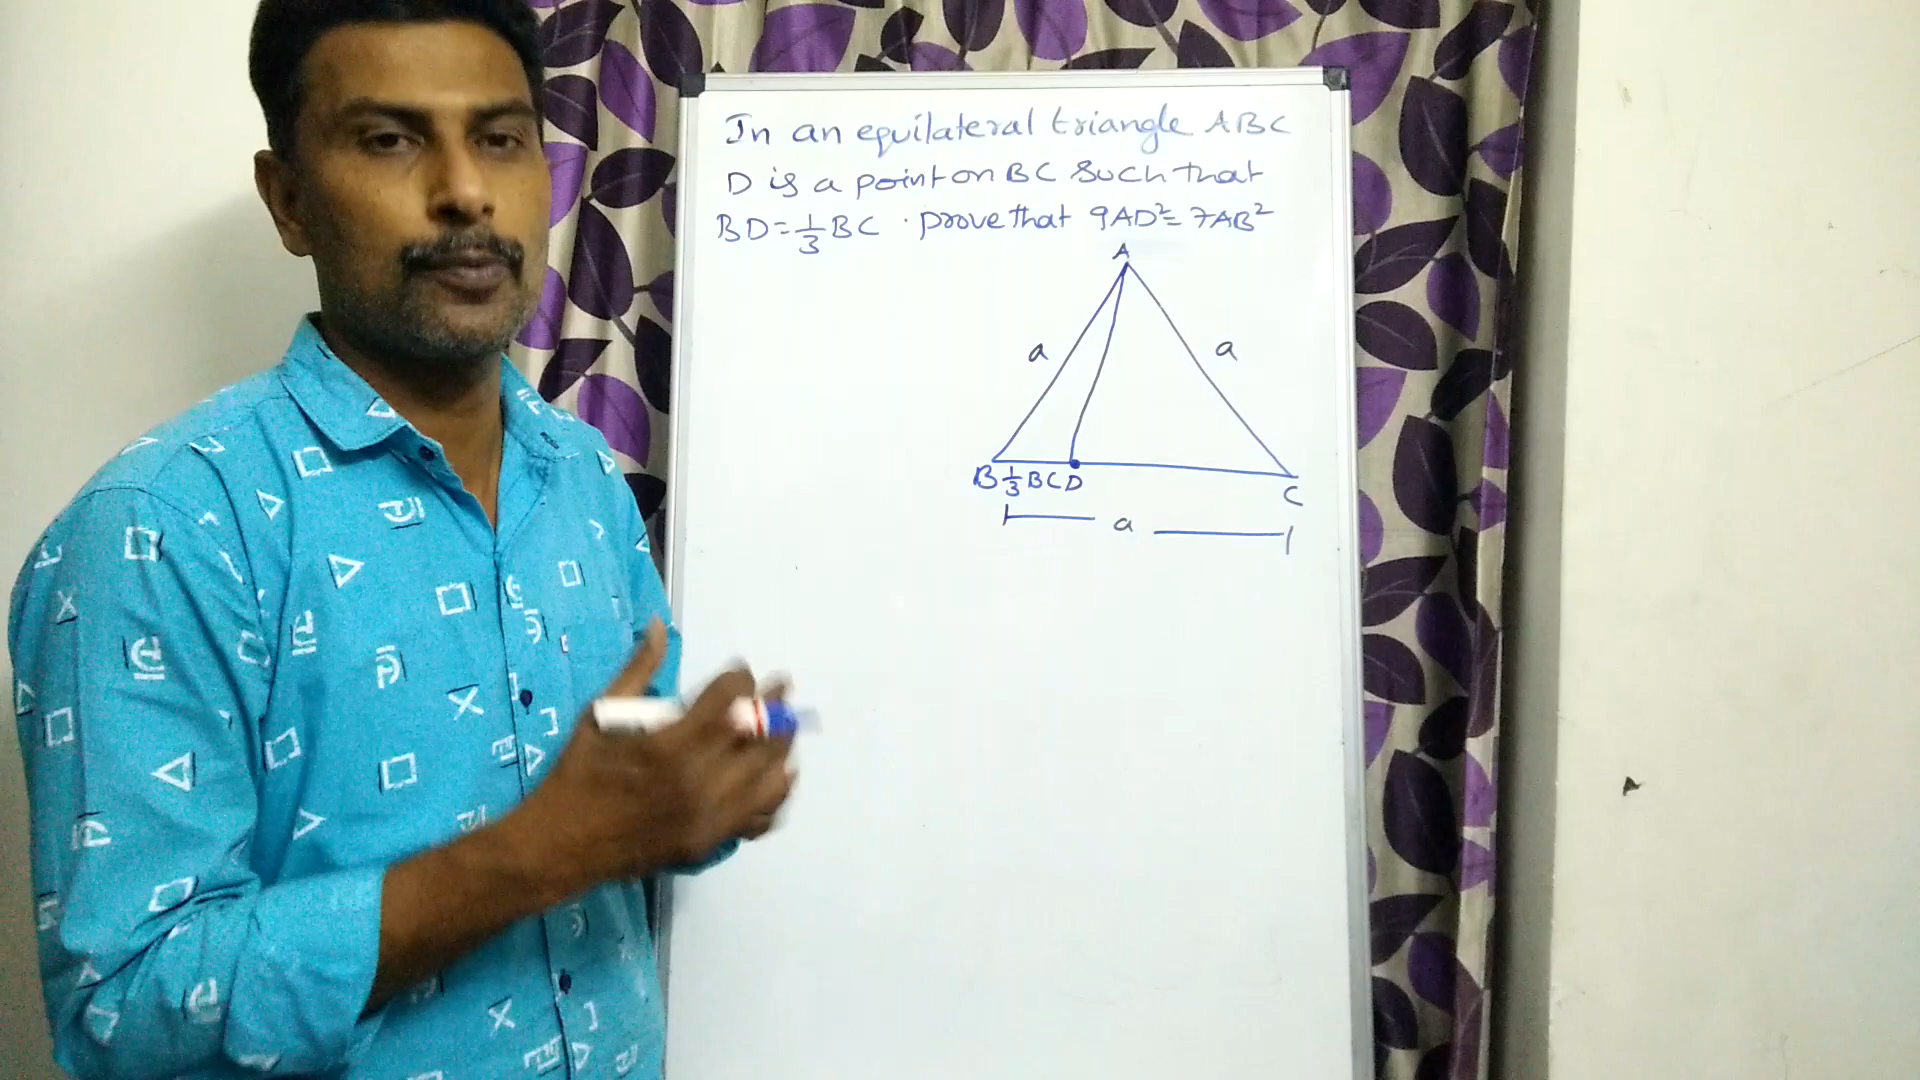 In an equilateral triangle ABC
D is a point on BC such that
BD=1/3 BC . prove that 9AD²=7AB²
A
a a
B 1/3 BC D C
a